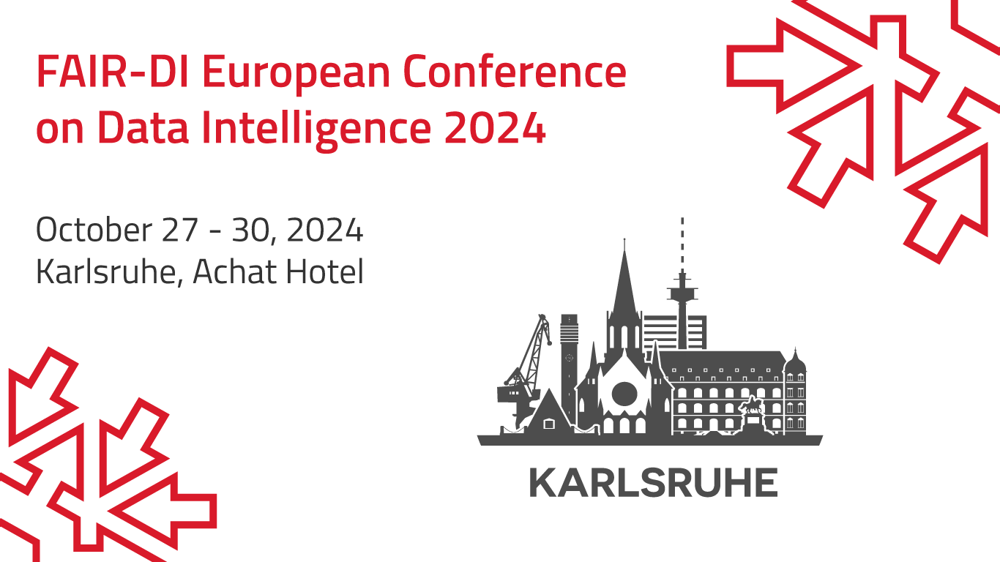 FAIR-DI European Conference
on Data Intelligence 2024
October 27 - 30, 2024
Karlsruhe, Achat Hotel
KARLSRUHE